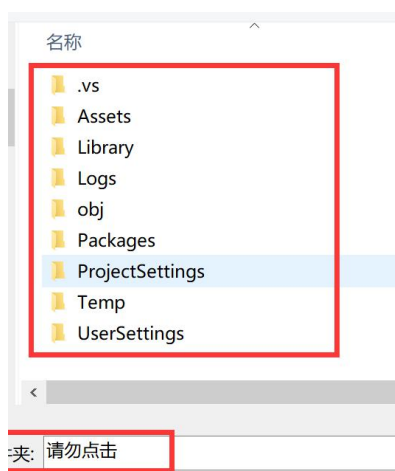 名称
.vs
Assets
Library
Logs
obj
Packages
ProjectSettings
Temp
UserSettings
夹: 请勿点击